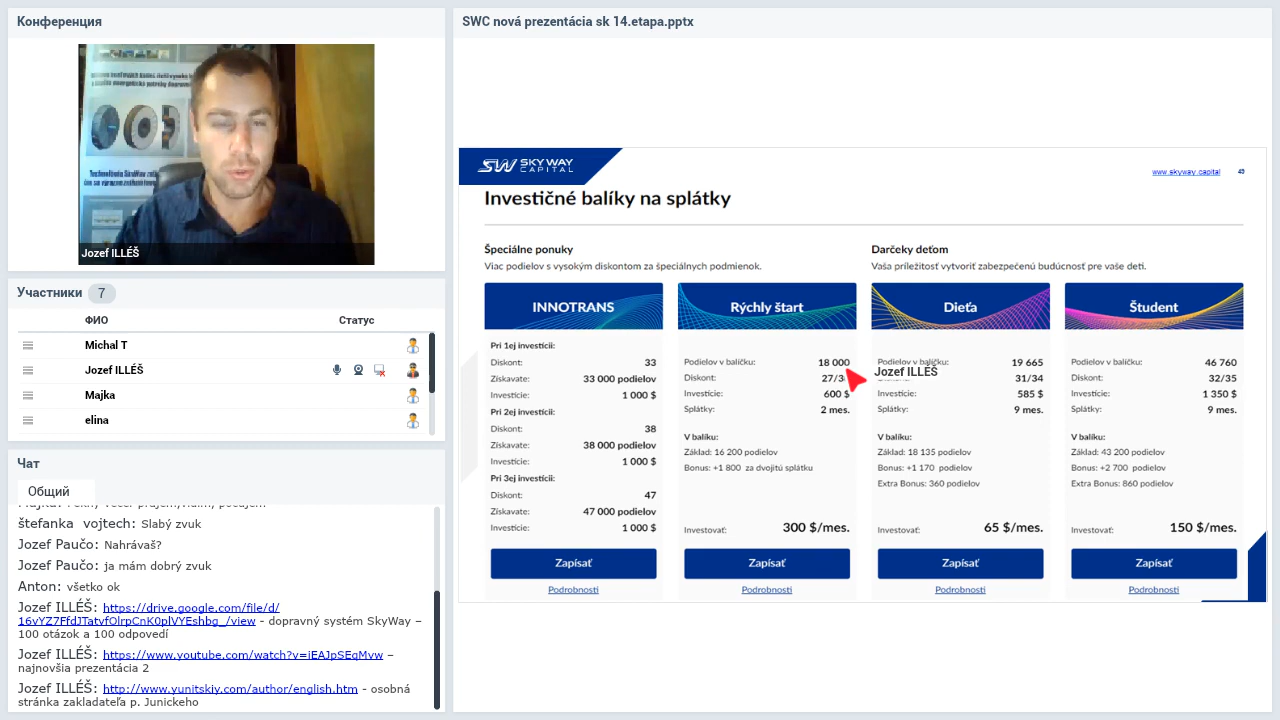 Конференция
Jozef ILLÉŠ
Участники 7
ФИО Статус
Michal T
Jozef ILLÉŠ
Majka
elina
Чат
Общий
štefanka vojtech: Slabý zvuk
Jozef Paučo: Nahrávaš?
Jozef Paučo: ja mám dobrý zvuk
Anton: všetko ok
Jozef ILLÉŠ: https://drive.google.com/file/d/
16vYZ7FfdJTatvfOlrpCnK0plVYEshbg_/view - dopravný systém SkyWay –
100 otázok a 100 odpovedí
Jozef ILLÉŠ: https://www.youtube.com/watch?v=iEAJpSEqMvw –
najnovšia prezentácia 2
Jozef ILLÉŠ: http://www.yunitskiy.com/author/english.htm - osobná
stránka zakladateľa p. Junickeho
SWC nová prezentácia sk 14.etapa.pptx
SW SKY WAY
CAPITAL
www.skyway.capital 49
Investičné balíky na splátky
Špeciálne ponuky
Viac podielov s vysokým diskontom za špeciálnych podmienok.
Darčeky deťom
Vaša príležitosť vytvoriť zabezpečenú budúcnosť pre vaše deti.
INNOTRANS
Pri 1ej investícii:
Diskont: 33
Získavate: 33 000 podielov
Investície: 1 000 $
Pri 2ej investícii:
Diskont: 38
Získavate: 38 000 podielov
Investície: 1 000 $
Pri 3ej investícii:
Diskont: 47
Získavate: 47 000 podielov
Investície: 1 000 $
Zapísať
Podrobnosti
Rýchly štart
Podielov v balíčku: 18 000
Diskont: 27/3
Investície: 600 $
Splátky: 2 mes.
V balíku:
Základ: 16 200 podielov
Bonus: +1 800 za dvojitú splátku
Investovať: 300 $/mes.
Zapísať
Podrobnosti
Dieťa
Podielov v balíčku: 19 665
Jozef ILLÉŠ
31/34
Investície: 585 $
Splátky: 9 mes.
V balíku:
Základ: 18 135 podielov
Bonus: +1 170 podielov
Extra Bonus: 360 podielov
Investovať: 65 $/mes.
Zapísať
Podrobnosti
Študent
Podielov v balíčku: 46 760
Diskont: 32/35
Investície: 1 350 $
Splátky: 9 mes.
V balíku:
Základ: 43 200 podielov
Bonus: +2 700 podielov
Extra Bonus: 860 podielov
Investovať: 150 $/mes.
Zapísať
Podrobnosti